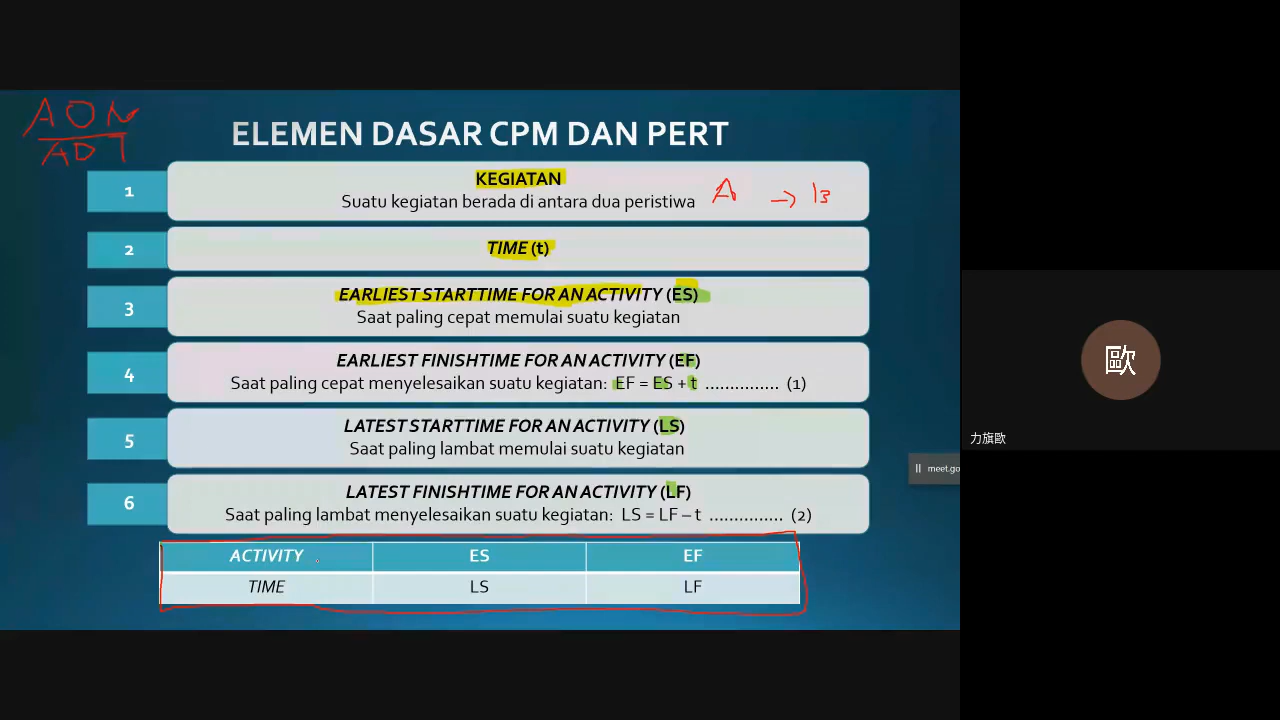 AON
ELEMEN DASAR CPM DAN PERT
1
KEGIATAN
Suatu kegiatan berada di antara dua peristiwa
A → B
2
TIME (t)
3
EARLIEST STARTTIME FOR AN ACTIVITY (ES)
Saat paling cepat memulai suatu kegiatan
4
EARLIEST FINISHTIME FOR AN ACTIVITY (EF)
Saat paling cepat menyelesaikan suatu kegiatan: EF = ES + t ............... (1)
5
LATEST STARTTIME FOR AN ACTIVITY (LS)
Saat paling lambat memulai suatu kegiatan
6
LATEST FINISHTIME FOR AN ACTIVITY (LF)
Saat paling lambat menyelesaikan suatu kegiatan: LS = LF – t ............... (2)
ACTIVITY ES EF
TIME LS LF
meet.go
歐
力旗歐